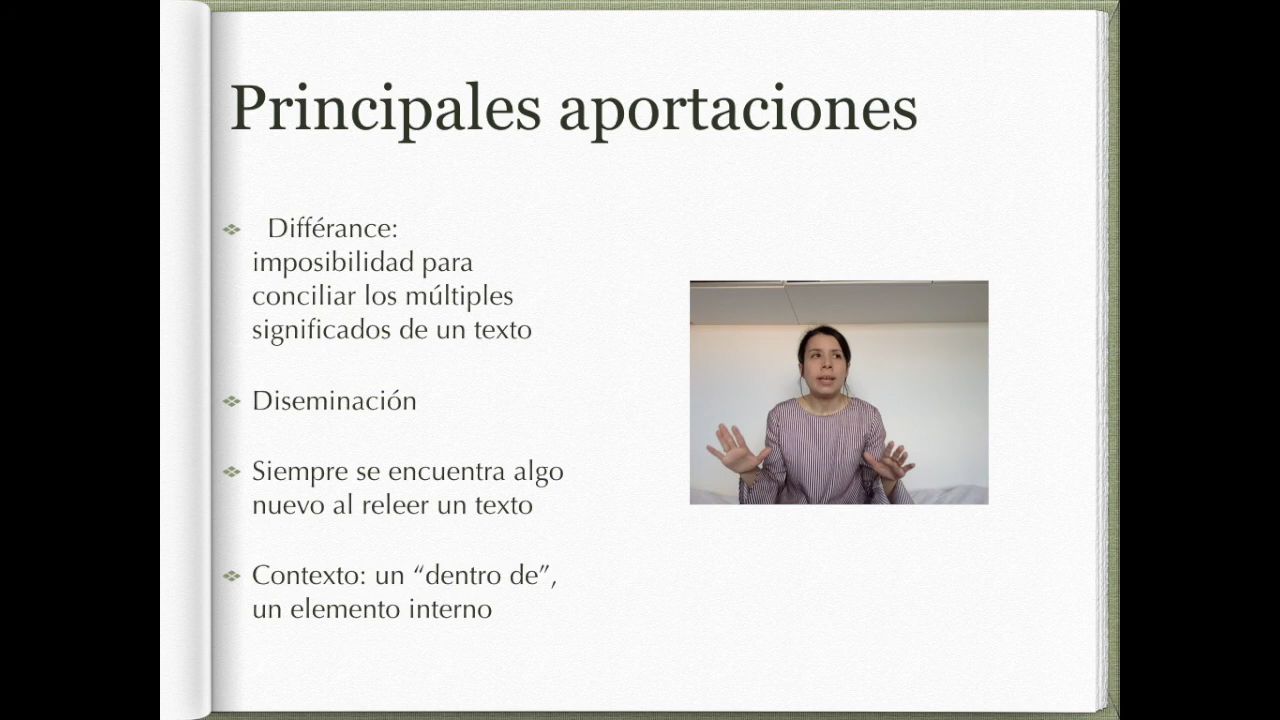 Principales aportaciones
Différance:
imposibilidad para
conciliar los múltiples
significados de un texto
Diseminación
Siempre se encuentra algo
nuevo al releer un texto
Contexto: un “dentro de”,
un elemento interno